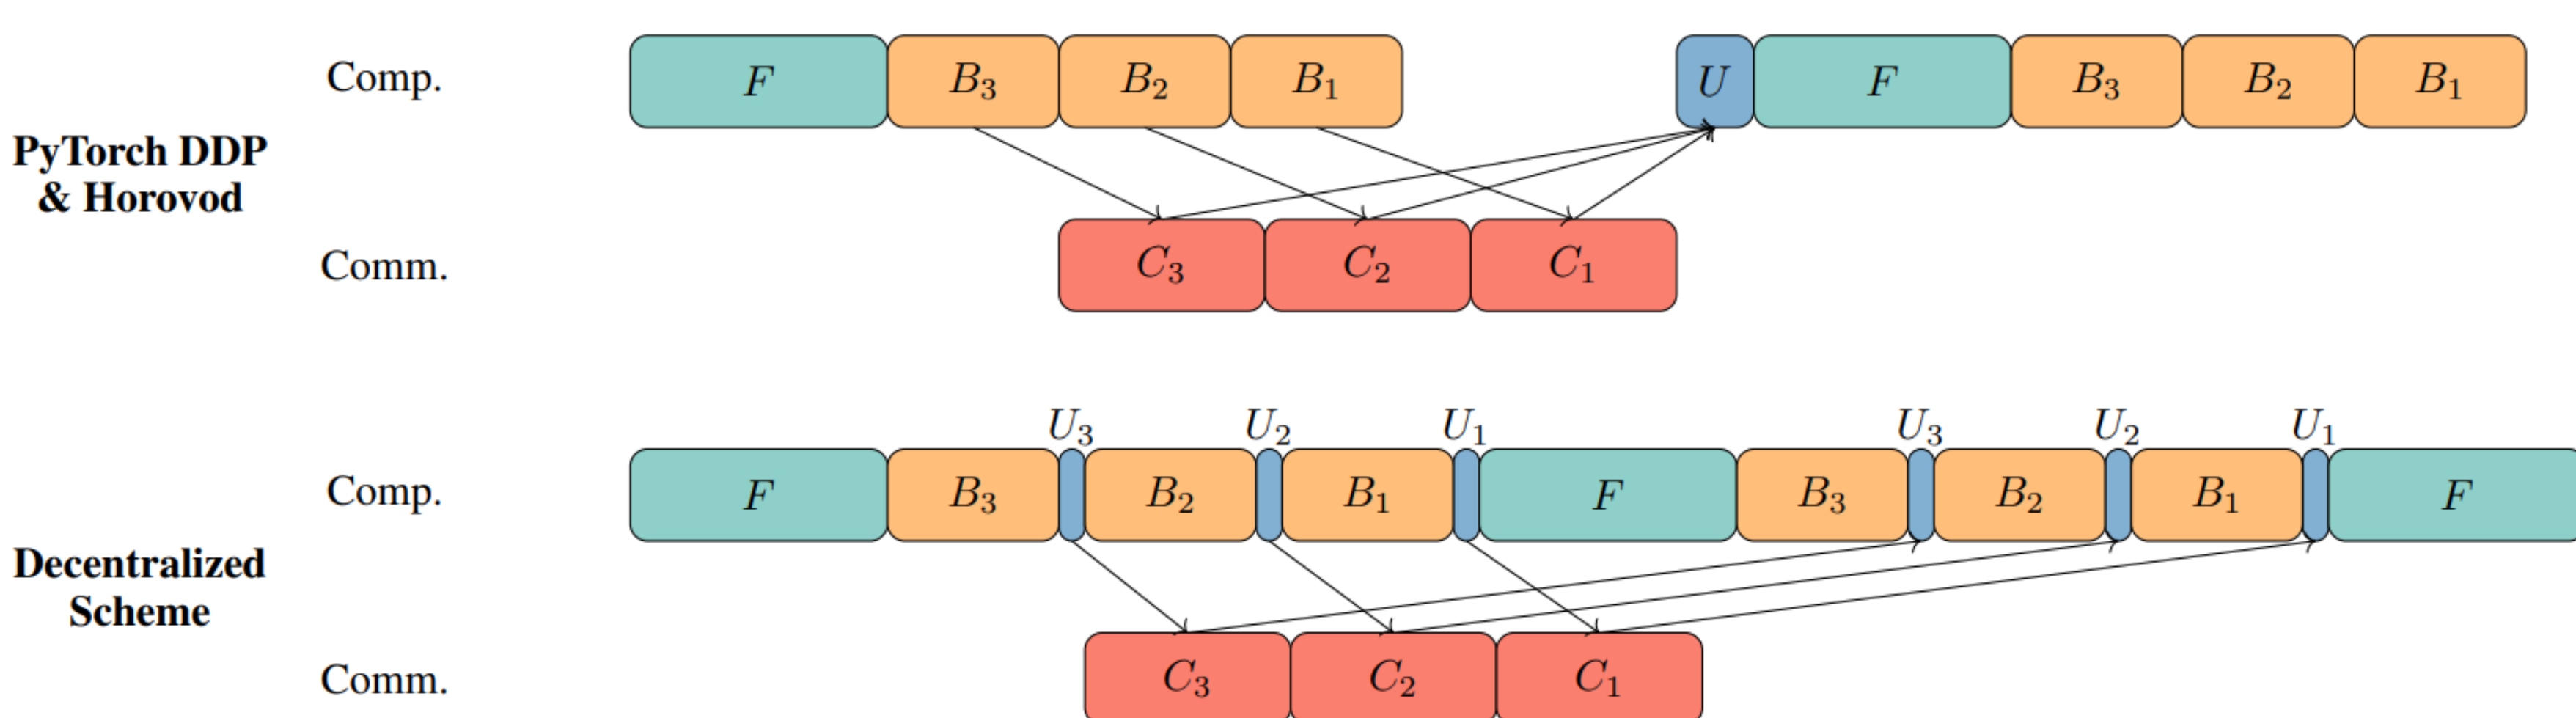 Comp.
F B₃ B₂ B₁ U F B₃ B₂ B₁
PyTorch DDP
& Horovod
Comm.
C₃ C₂ C₁
U₃ U₂ U₁ U₃ U₂ U₁
Comp.
F B₃ B₂ B₁ F B₃ B₂ B₁ F
Decentralized
Scheme
Comm.
C₃ C₂ C₁